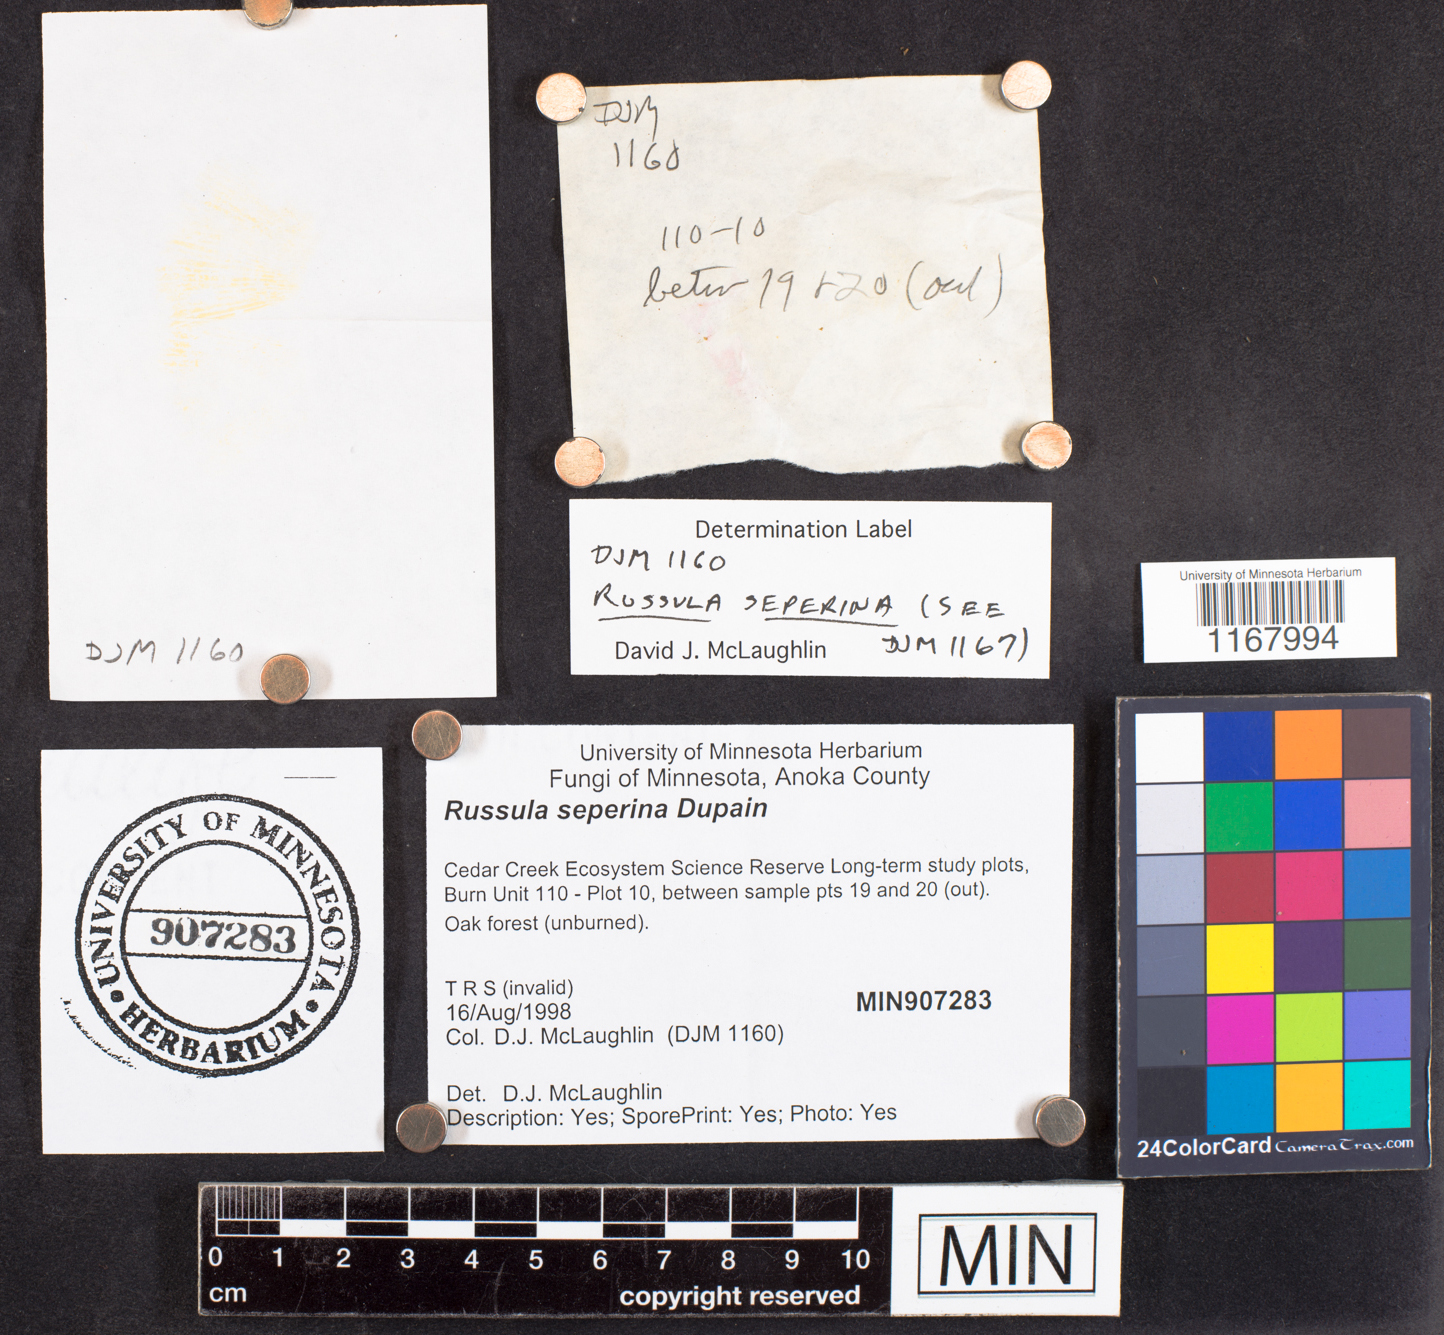 DJM
1160
110-10
betw 19 + 20 (out)
DJM 1160
Determination Label
DJM 1160
RUSSULA SEPERINA (SEE
David J. McLaughlin DJM 1167)
University of Minnesota Herbarium
1167994
UNIVERSITY OF MINNESOTA
907283
HERBARIUM
University of Minnesota Herbarium
Fungi of Minnesota, Anoka County
Russula seperina Dupain
Cedar Creek Ecosystem Science Reserve Long-term study plots,
Burn Unit 110 - Plot 10, between sample pts 19 and 20 (out).
Oak forest (unburned).
T R S (invalid)
16/Aug/1998
MIN907283
Col. D.J. McLaughlin (DJM 1160)
Det. D.J. McLaughlin
Description: Yes; SporePrint: Yes; Photo: Yes
24ColorCard CameraTrax.com
0 1 2 3 4 5 6 7 8 9 10
cm
copyright reserved
MIN